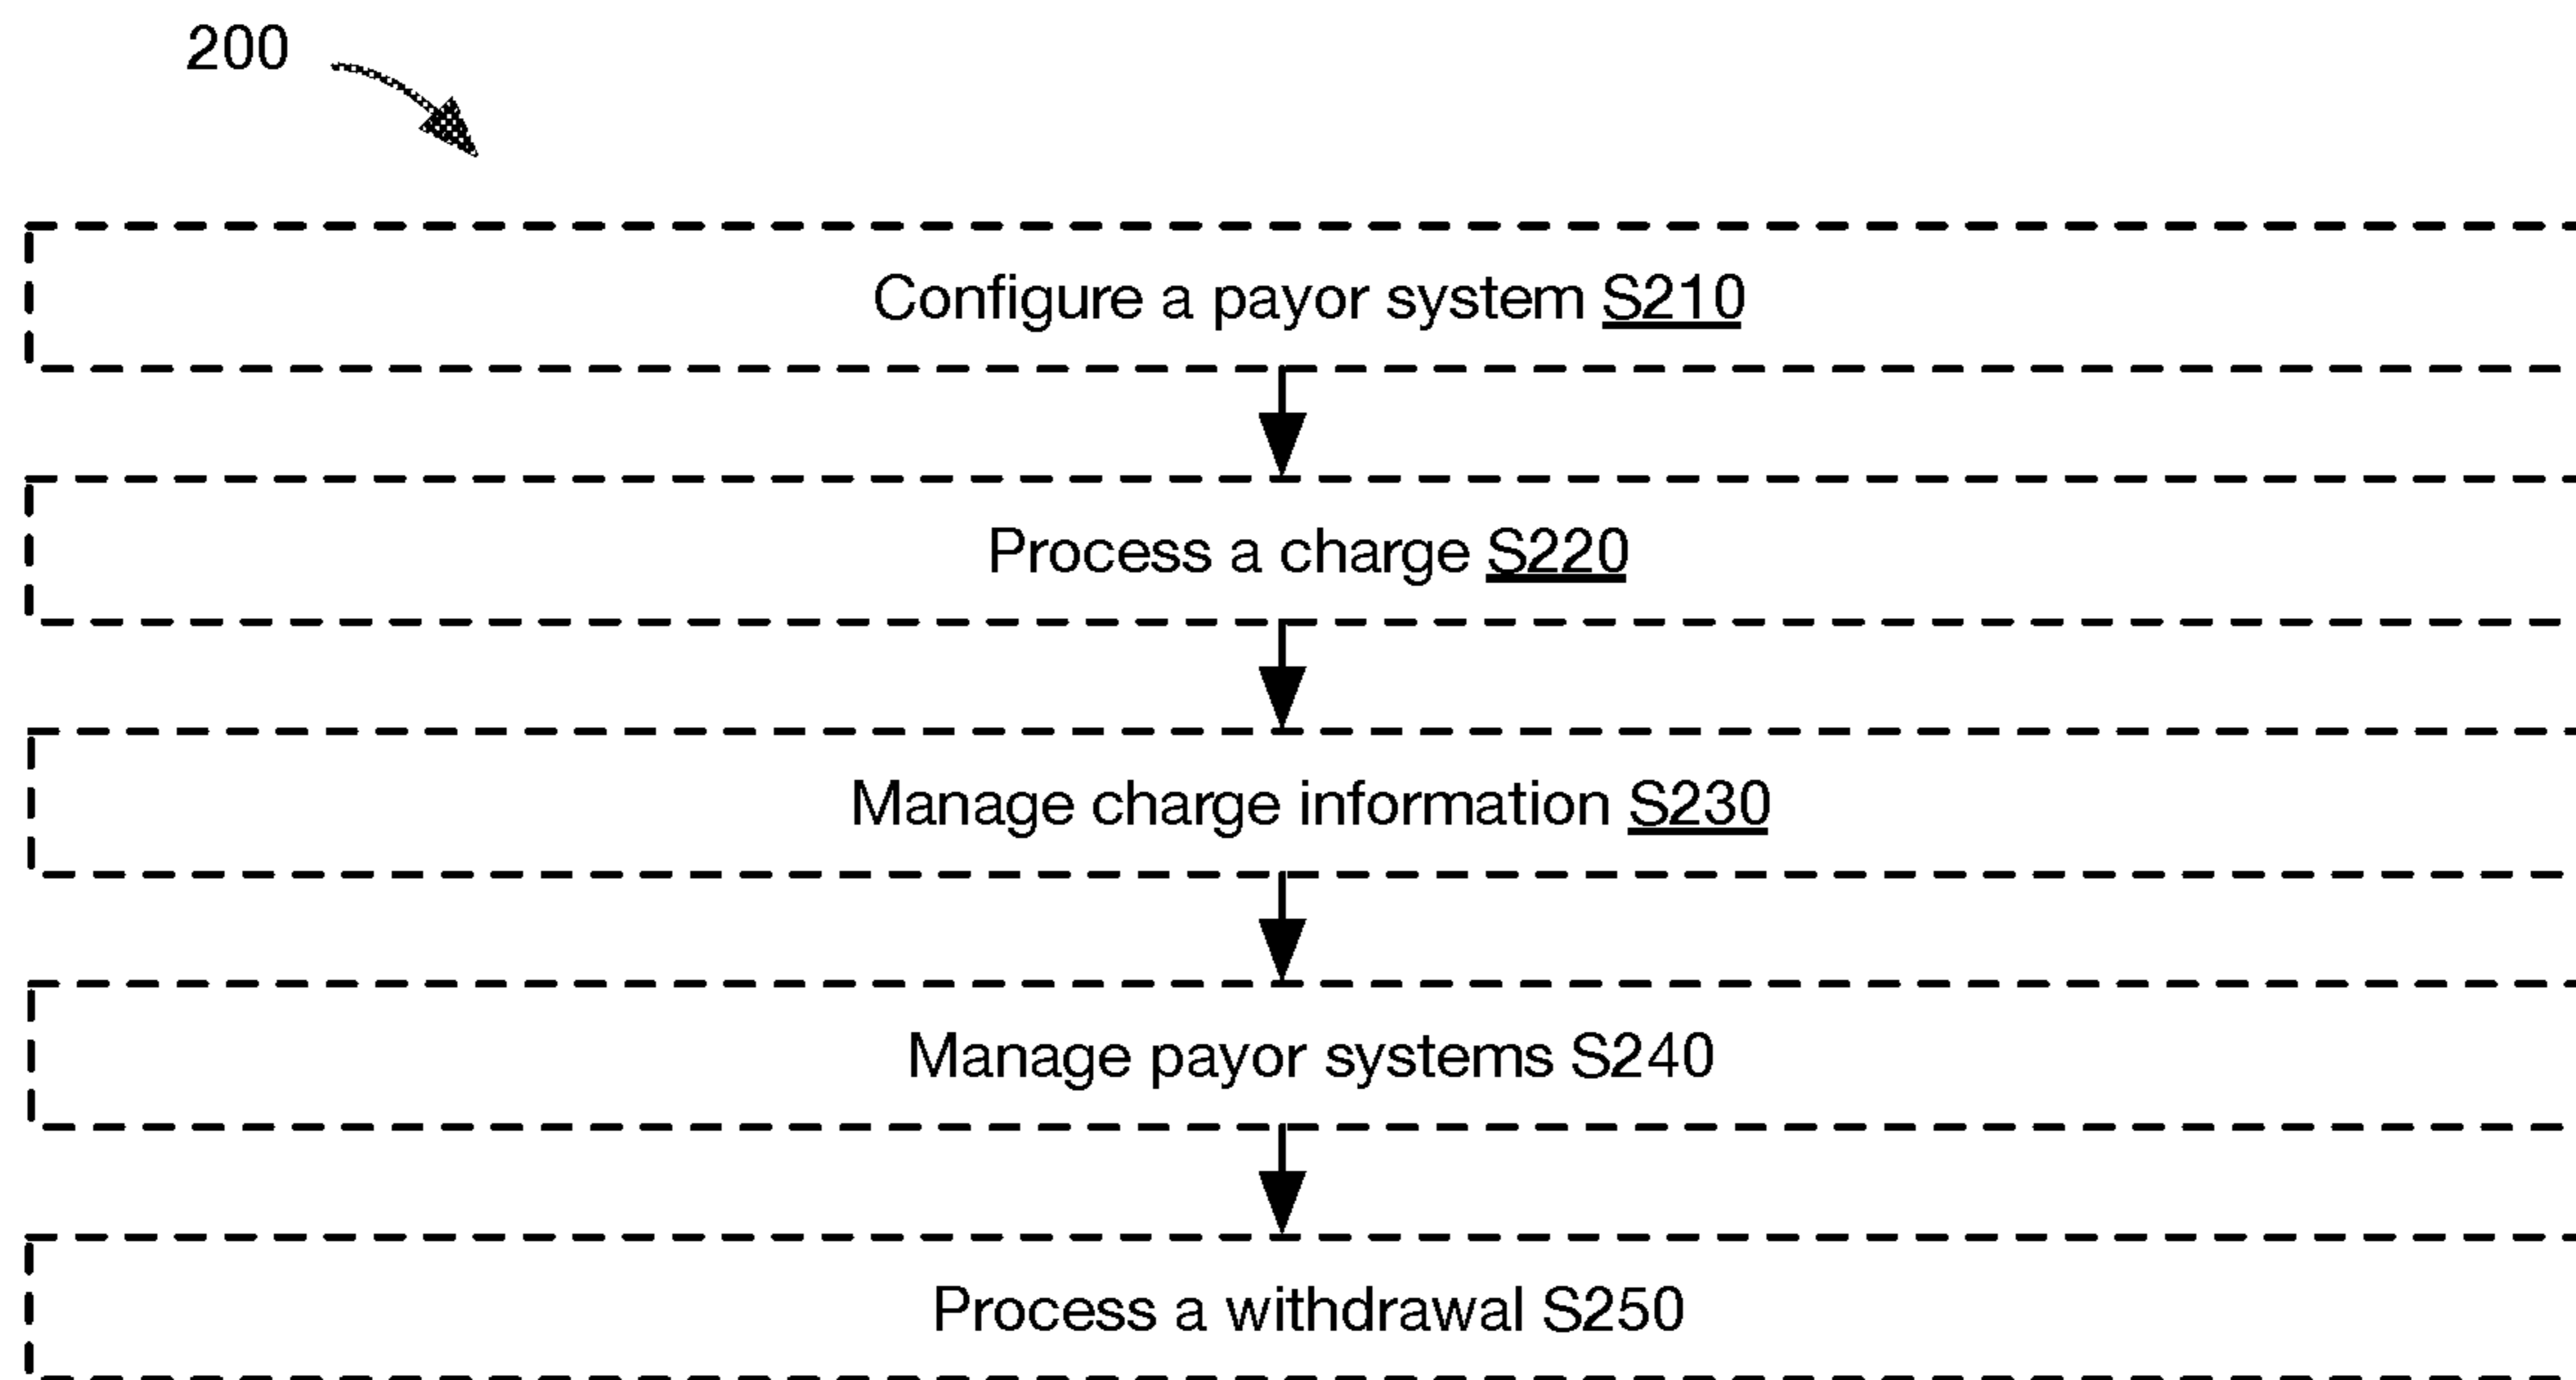 200
Configure a payor system S210
Process a charge S220
Manage charge information S230
Manage payor systems S240
Process a withdrawal S250